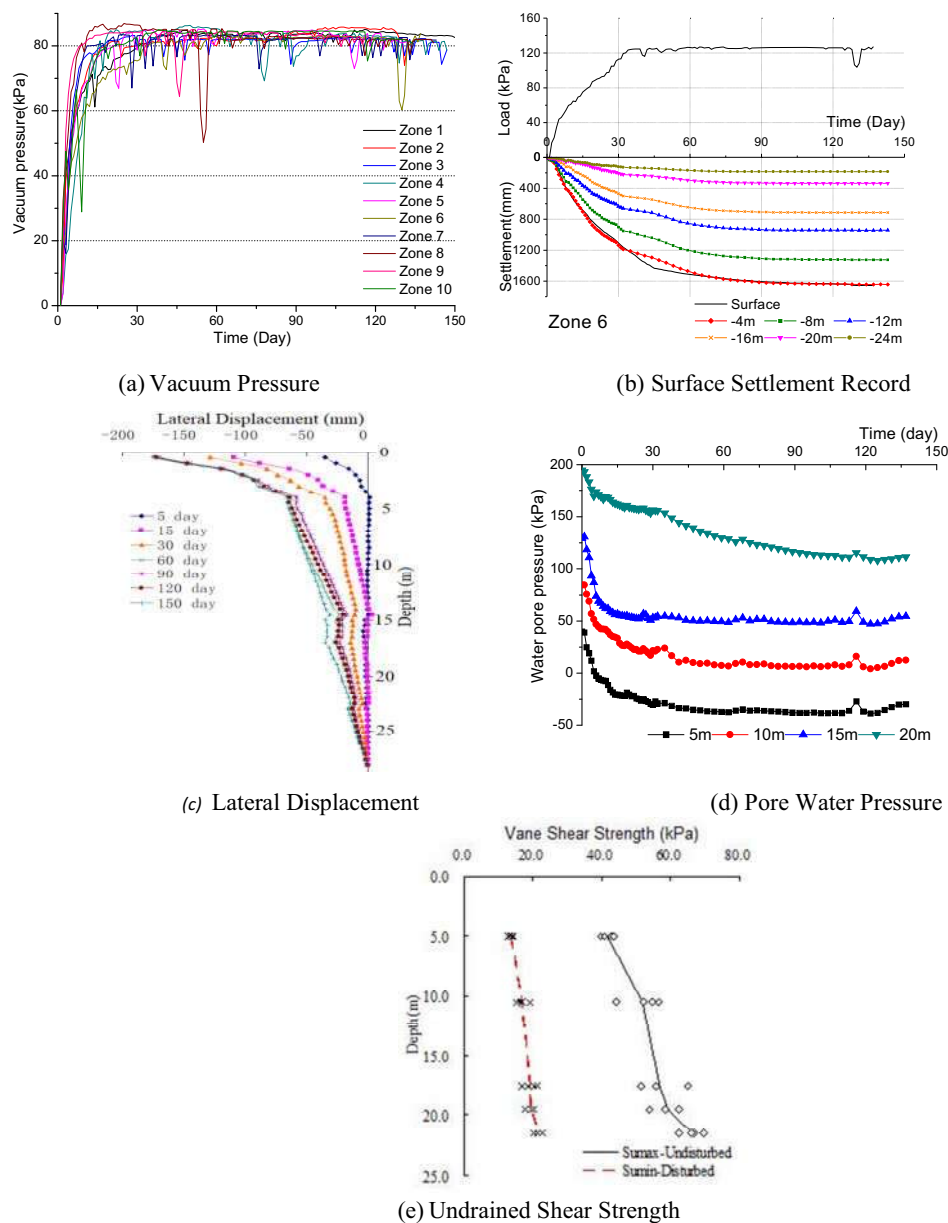 Vacuum pressure(kPa)
80
60
40
20
0
Zone 1
Zone 2
Zone 3
Zone 4
Zone 5
Zone 6
Zone 7
Zone 8
Zone 9
Zone 10
0 15 30 45 60 75 90 105 120 135 150
Time (Day)
(a) Vacuum Pressure
Load (kPa)
160
120
80
40
0
Time (Day)
0 30 60 90 120 150
Settlement(mm)
400
800
1200
1600
Zone 6
Surface
-4m -8m -12m
-16m -20m -24m
(b) Surface Settlement Record
Lateral Displacement (mm)
-200 -150 -100 -50 0
0
5
10
15
20
25
Depth(m)
5 day
15 day
30 day
60 day
90 day
120 day
150 day
(c) Lateral Displacement
Time (day)
0 30 60 90 120 150
Water pore pressure (kPa)
200
150
100
50
0
-50
5m 10m 15m 20m
(d) Pore Water Pressure
Vane Shear Strength (kPa)
0.0 20.0 40.0 60.0 80.0
0.0
5.0
10.0
15.0
20.0
25.0
Depth(m)
Sumax-Undisturbed
Sumin-Disturbed
(e) Undrained Shear Strength